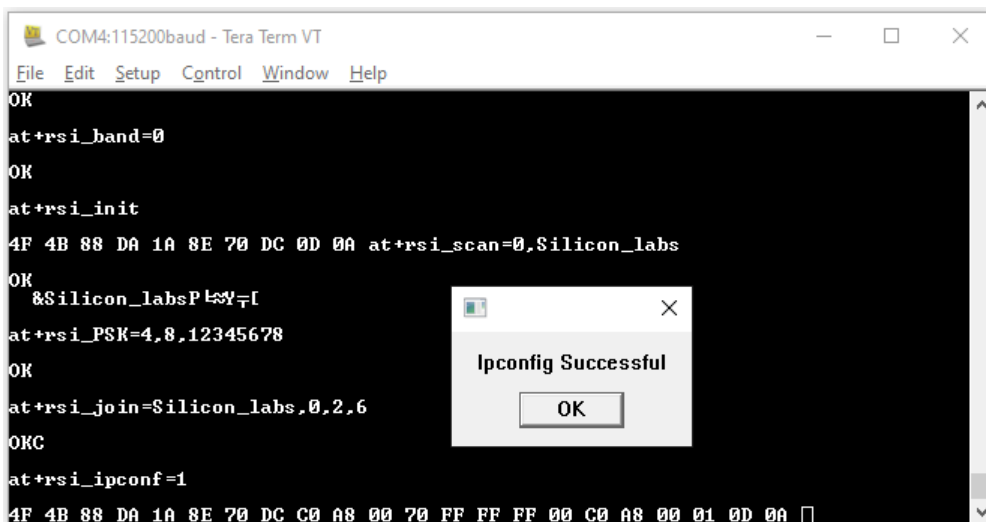 COM4:115200baud - Tera Term VT
File Edit Setup Control Window Help
OK
at+rsi_band=0
OK
at+rsi_init
4F 4B 88 DA 1A 8E 70 DC 0D 0A at+rsi_scan=0,Silicon_labs
OK
&Silicon_labsP
at+rsi_PSK=4,8,12345678
OK
at+rsi_join=Silicon_labs,0,2,6
OKC
at+rsi_ipconf=1
4F 4B 88 DA 1A 8E 70 DC C0 A8 00 70 FF FF FF 00 C0 A8 00 01 0D 0A
Ipconfig Successful
OK